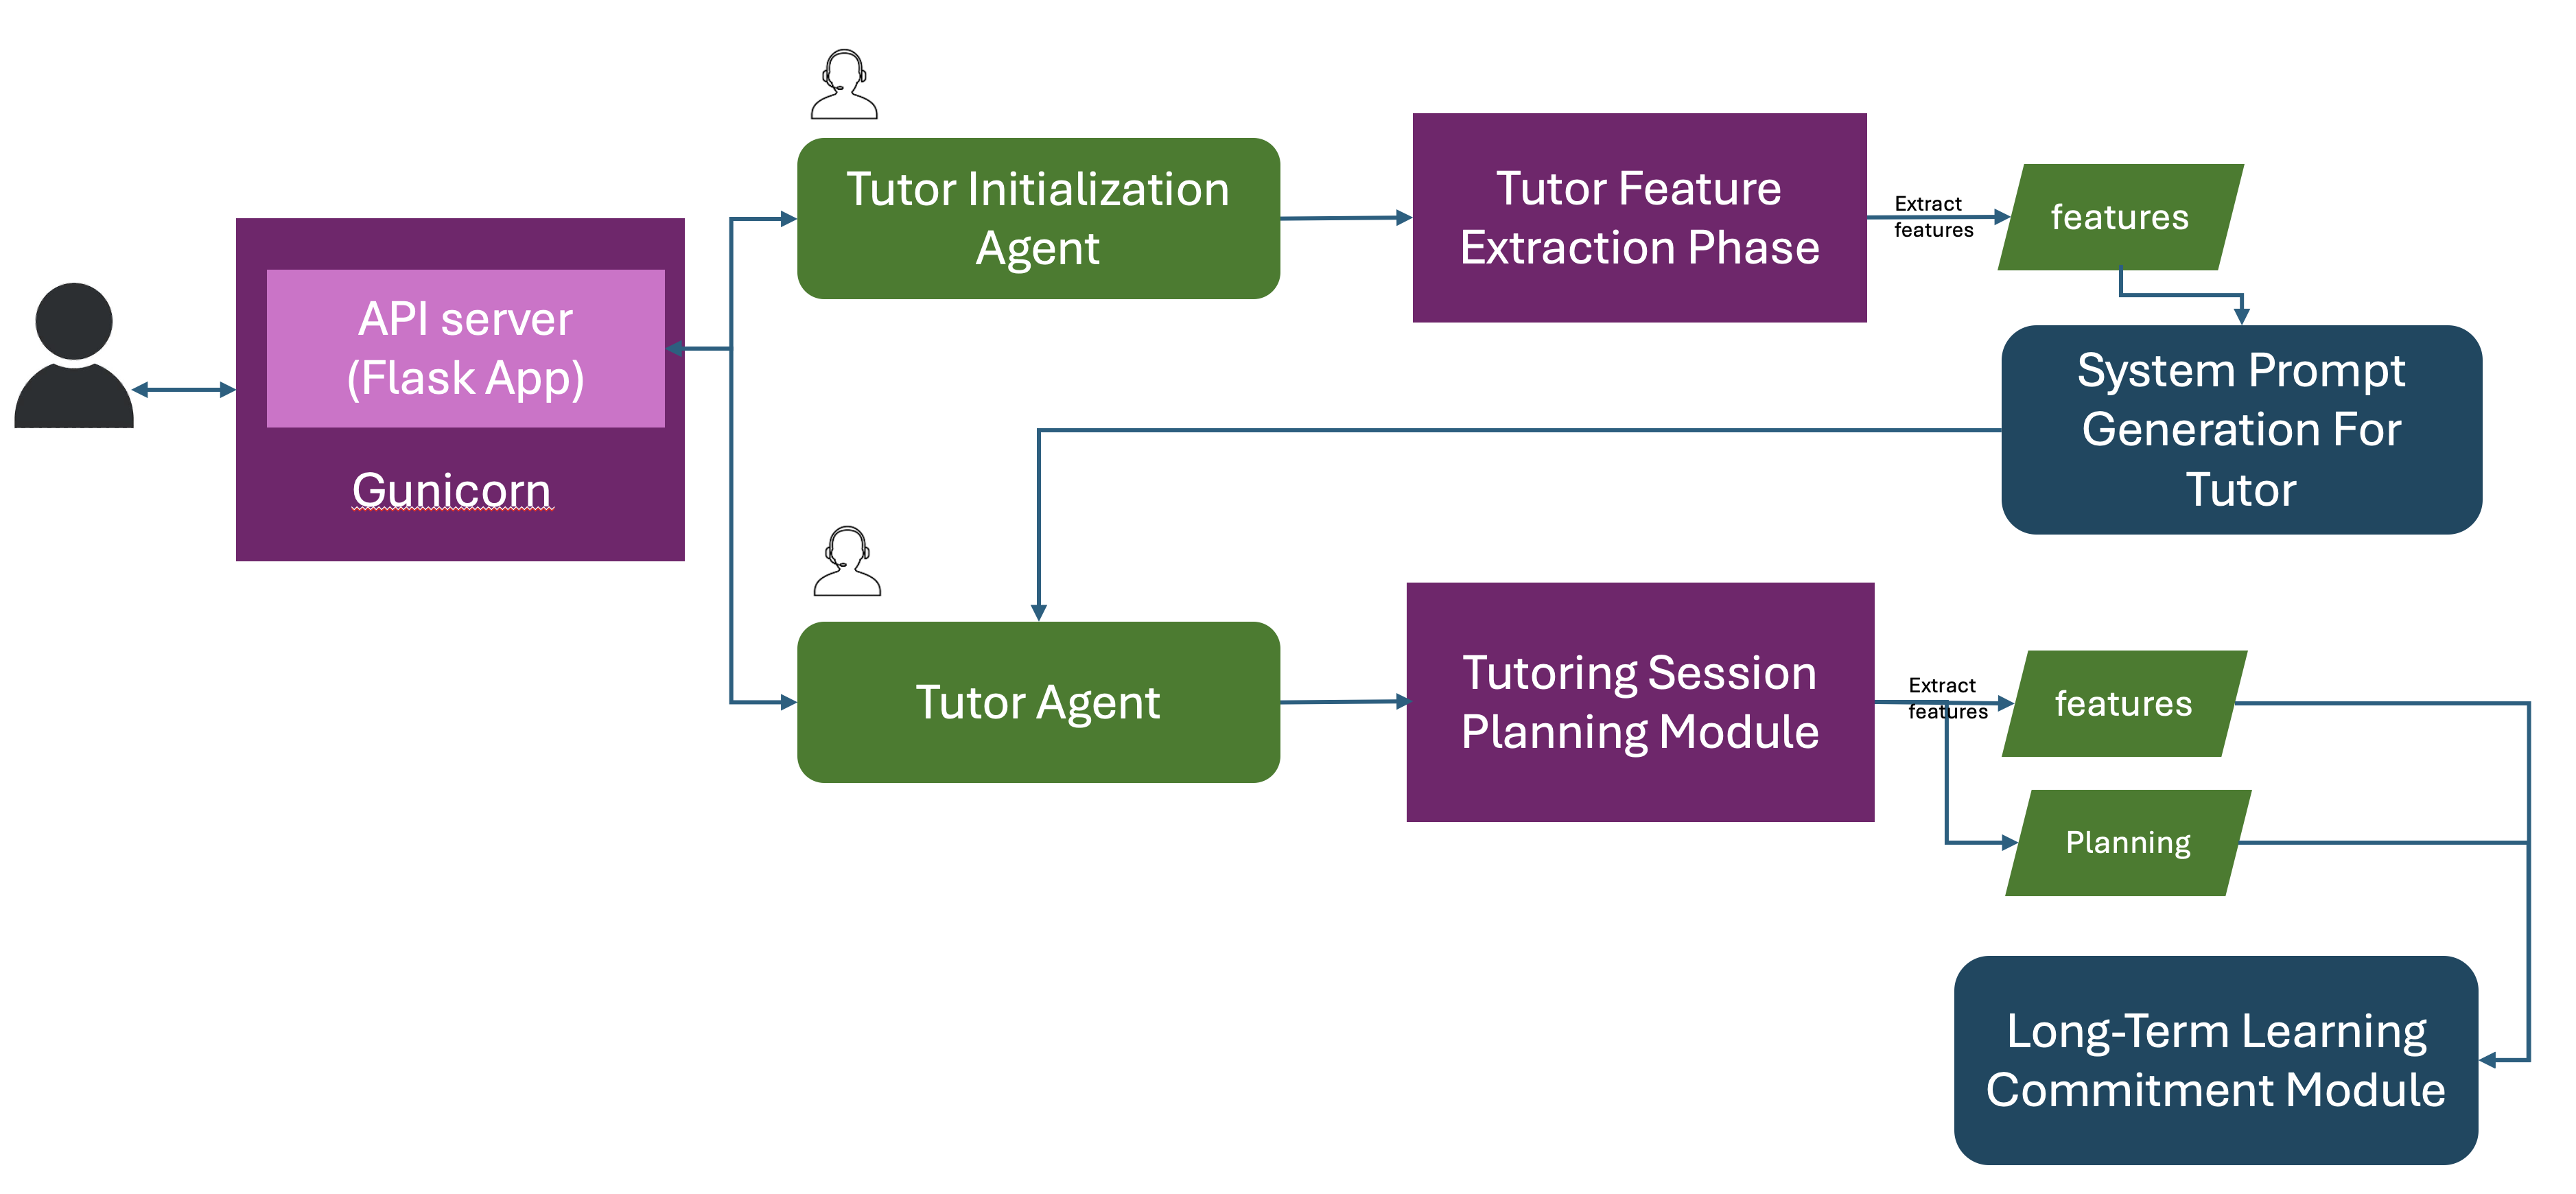 Tutor Initialization
Agent
Tutor Feature
Extraction Phase
Extract
features
features
API server
(Flask App)
Gunicorn
System Prompt
Generation For
Tutor
Tutor Agent
Tutoring Session
Planning Module
Extract
features
features
Planning
Long-Term Learning
Commitment Module